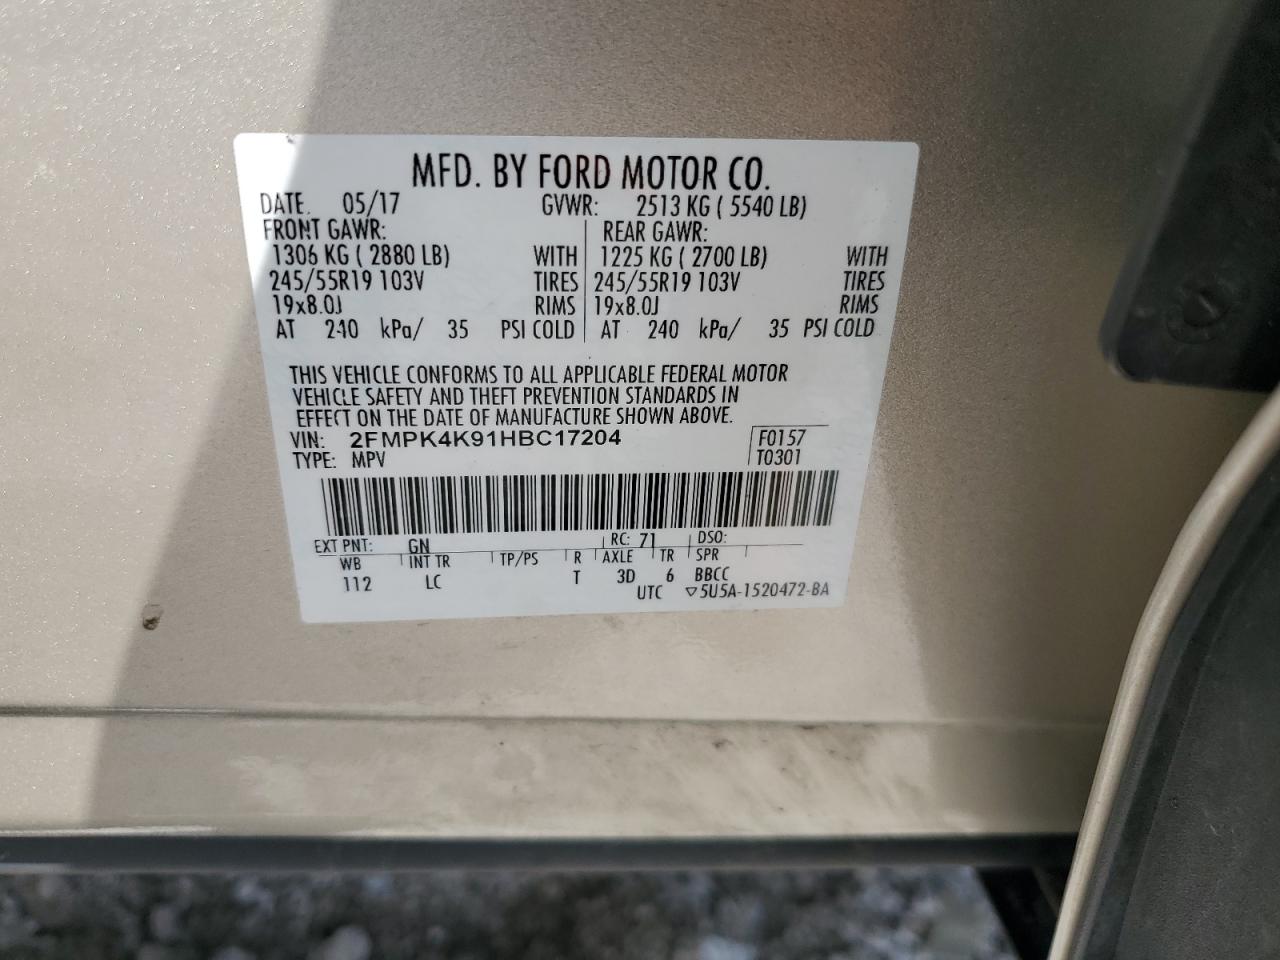 MFD. BY FORD MOTOR CO.
DATE. 05/17 GVWR: 2513 KG ( 5540 LB)
FRONT GAWR: REAR GAWR:
1306 KG ( 2880 LB) WITH 1225 KG ( 2700 LB) WITH
245/55R19 103V TIRES 245/55R19 103V TIRES
19x8.0J RIMS 19x8.0J RIMS
AT 240 kPa/ 35 PSI COLD AT 240 kPa/ 35 PSI COLD
THIS VEHICLE CONFORMS TO ALL APPLICABLE FEDERAL MOTOR
VEHICLE SAFETY AND THEFT PREVENTION STANDARDS IN
EFFECT ON THE DATE OF MANUFACTURE SHOWN ABOVE.
VIN: 2FMPK4K91HBC17204 F0157
TYPE: MPV T0301
EXT PNT: GN RC: 71 DSO:
WB INT TR TP/PS R AXLE TR SPR
112 LC T 3D 6 BBCC
UTC ▽5U5A-1520472-BA